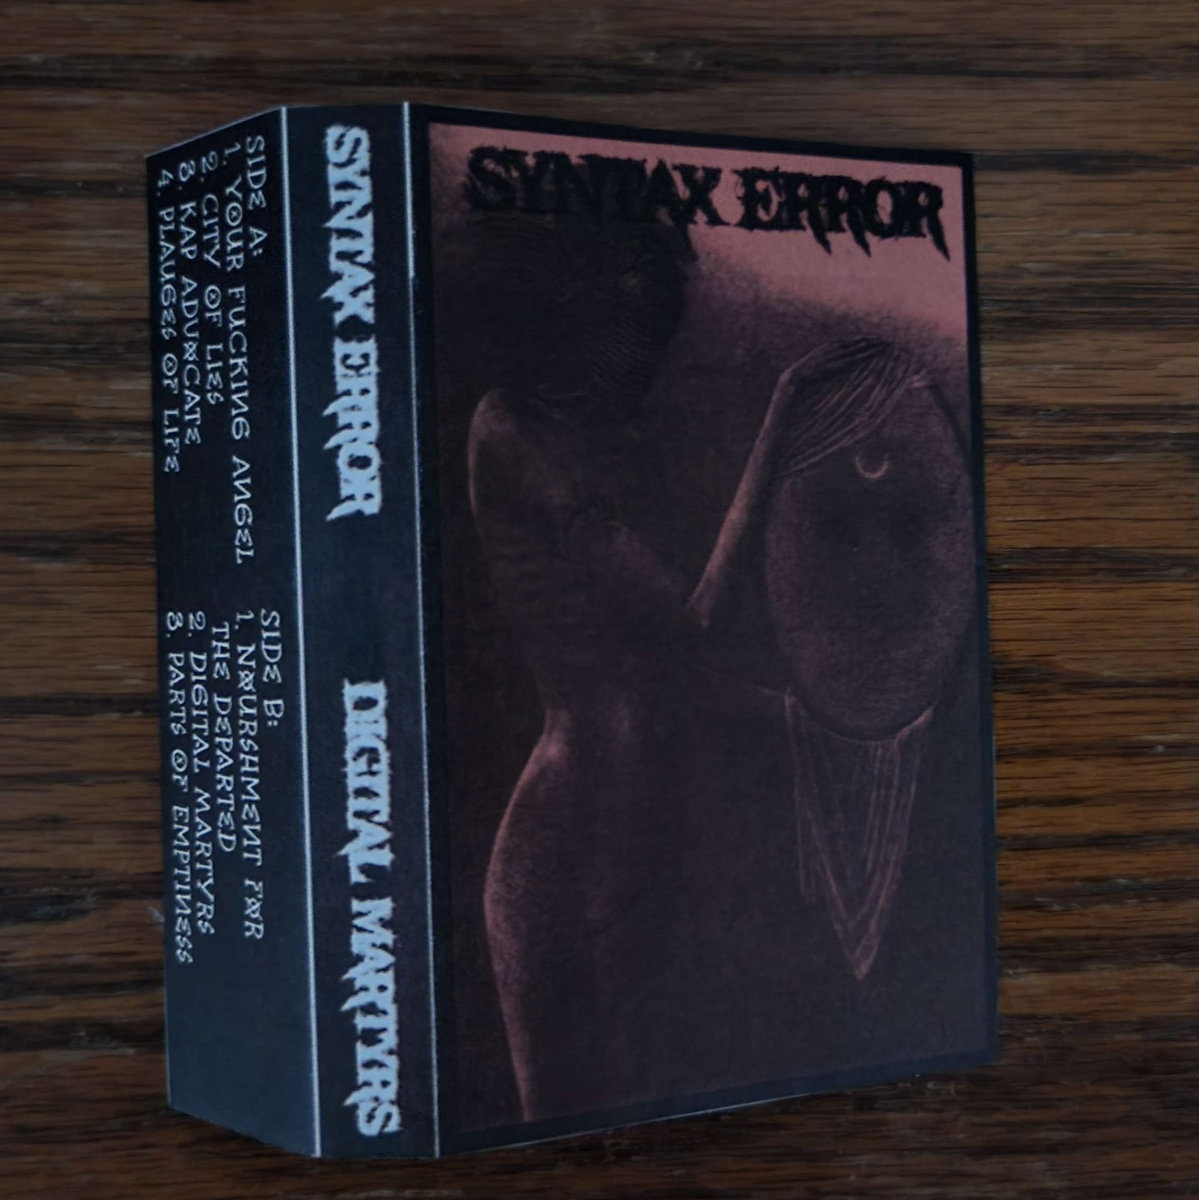 SYNTAX ERROR
SYNTAX ERROR
DIGITAL MARTYRS
SIDE A:
1. YOUR FUCKING ANGEL
2. CITY OF LIES
3. KAP ADVOCATE
4 PLAUGES OF LIFE
SIDE B:
1. NOURSHMENT FOR
THE DEPARTED
2. DIGITAL MARTYRS
3. PARTS OF EMPTINESS